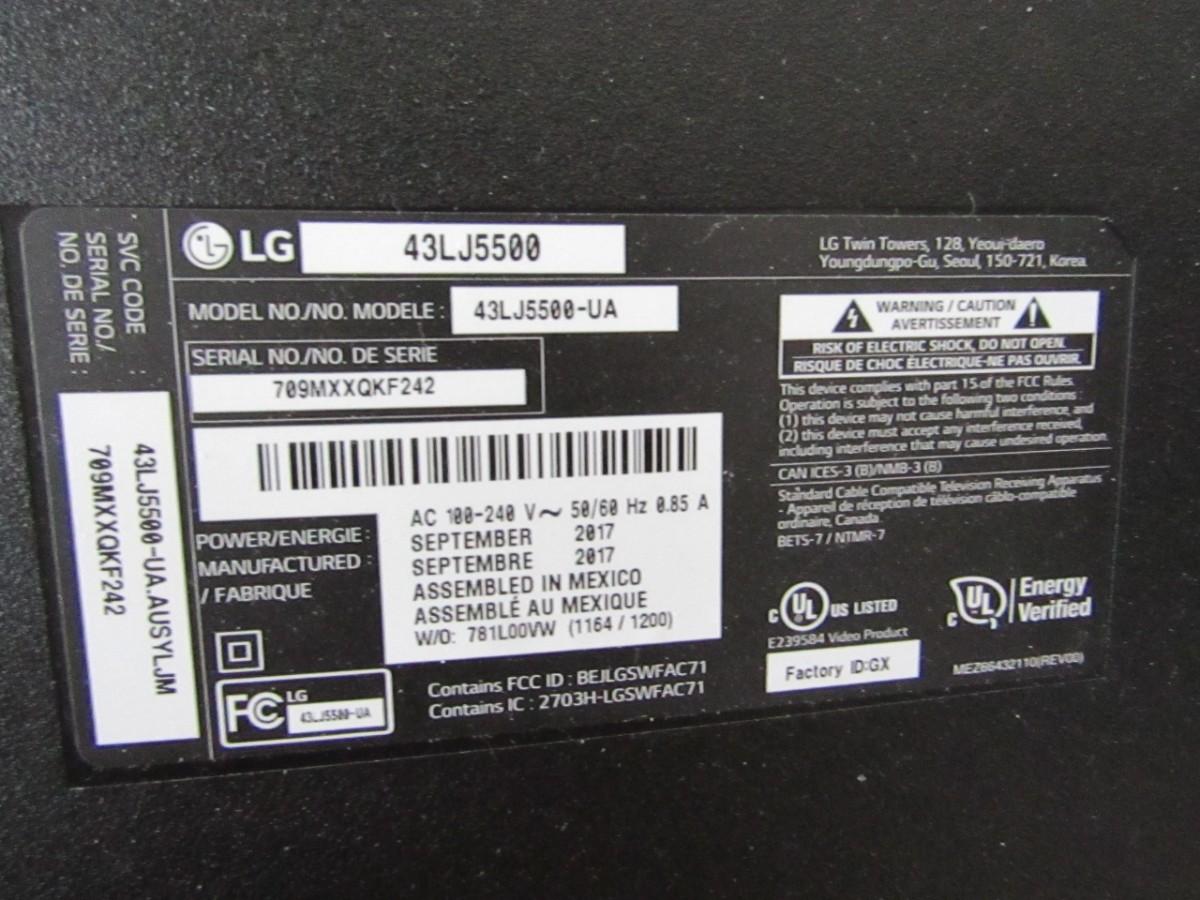 SVC CODE :
SERIAL NO./
NO. DE SERIE :
43LJ5500-UA.AUSYLJM
709MXXQKF242
LG 43LJ5500
LG Twin Towers, 128, Yeoui-daero
Youngdungpo-Gu, Seoul, 150-721, Korea
MODEL NO./NO. MODELE : 43LJ5500-UA
SERIAL NO./NO. DE SERIE
709MXXQKF242
AC 100-240 V~ 50/60 Hz 0.85 A
POWER/ENERGIE :
MANUFACTURED :
/ FABRIQUE
SEPTEMBER 2017
SEPTEMBRE 2017
ASSEMBLED IN MEXICO
ASSEMBLÉ AU MEXIQUE
W/O: 781L00VW (1164 / 1200)
FC LG
43LJ5500-UA
Contains FCC ID : BEJLGSWFAC71
Contains IC : 2703H-LGSWFAC71
WARNING / CAUTION
AVERTISSEMENT
RISK OF ELECTRIC SHOCK, DO NOT OPEN.
RISQUE DE CHOC ÉLECTRIQUE-NE PAS OUVRIR.
This device complies with part 15 of the FCC Rules.
Operation is subject to the following two conditions :
(1) this device may not cause harmful interference, and
(2) this device must accept any interference received,
including interference that may cause undesired operation.
CAN ICES-3 (B)/NMB-3 (B)
Standard Cable Compatible Television Receiving Apparatus
- Appareil de réception de télévision câblo-compatible
ordinaire, Canada.
BETS-7 / NTMR-7
C UL US LISTED
E239584 Video Product
C UL Energy
Verified
Factory ID:GX
MEZ66432110(REV00)